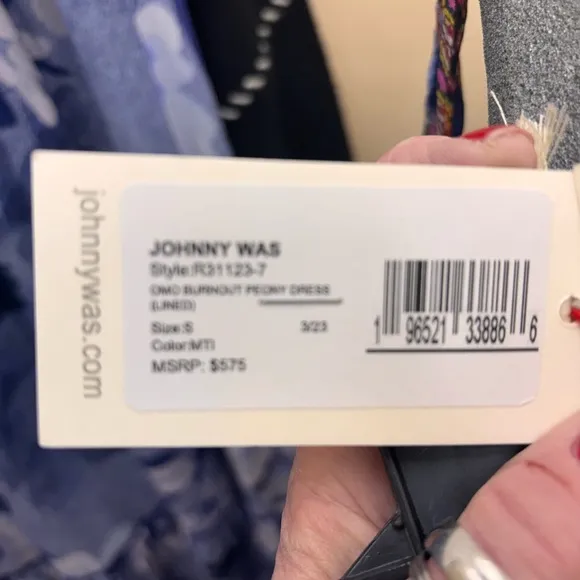 johnnywas.com
JOHNNY WAS
Style:R31123-7
OMO BURNOUT PEONY DRESS
(LINED)
Size:S 3/23
Color:MTI
MSRP: $575
1 96521 33886 6